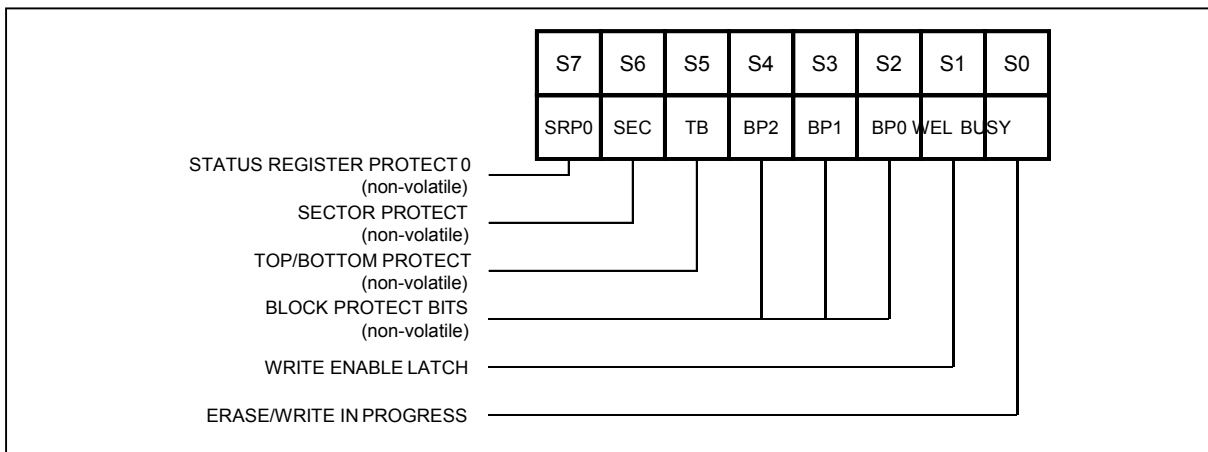 S7 S6 S5 S4 S3 S2 S1 S0
SRP0 SEC TB BP2 BP1 BP0 WEL BUSY
STATUS REGISTER PROTECT 0
(non-volatile)
SECTOR PROTECT
(non-volatile)
TOP/BOTTOM PROTECT
(non-volatile)
BLOCK PROTECT BITS
(non-volatile)
WRITE ENABLE LATCH
ERASE/WRITE IN PROGRESS